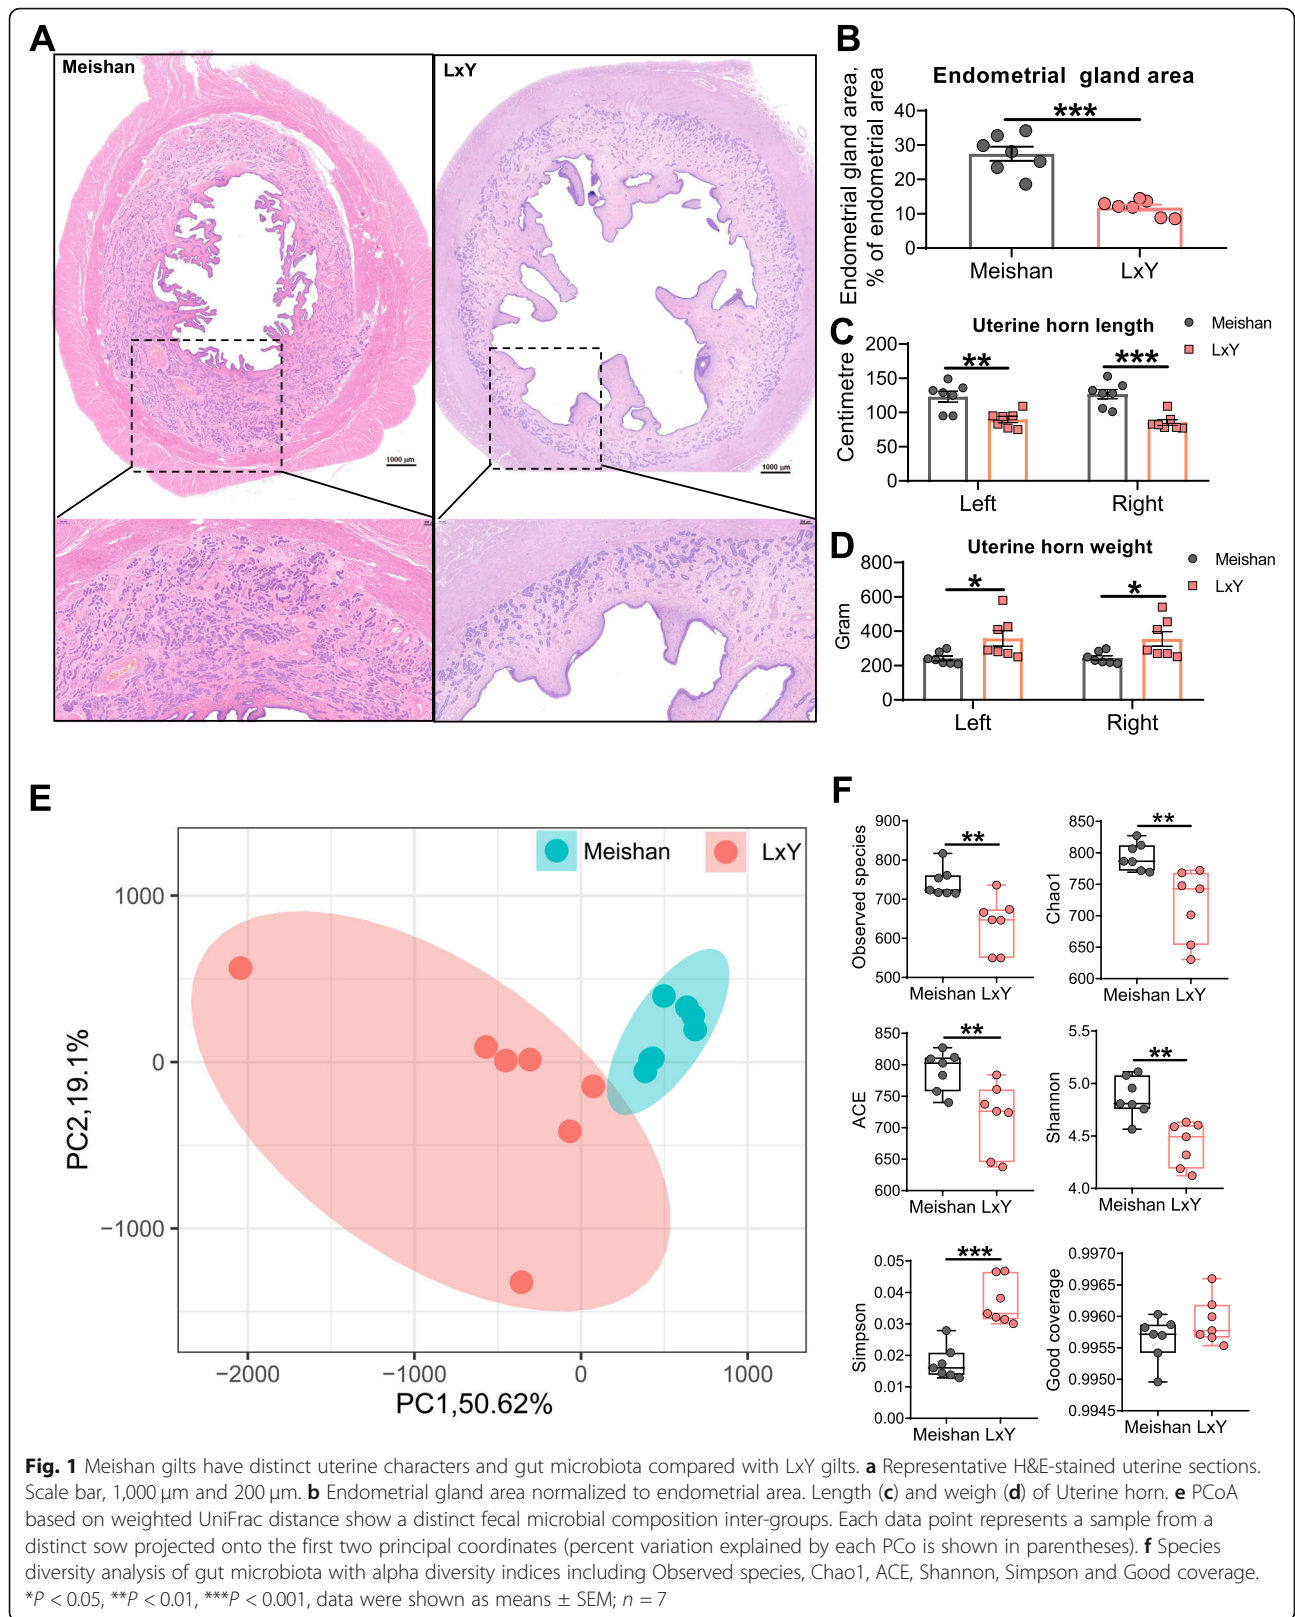 A
Meishan
LxY
1000 µm
1000 µm
B
Endometrial gland area
Endometrial gland area,
% of endometrial area
***
40
30
20
10
0
Meishan
LxY
C
Uterine horn length
Meishan
LxY
Centimetre
200
150
100
50
0
**
***
Left
Right
D
Uterine horn weight
Meishan
LxY
Gram
800
600
400
200
0
*
*
Left
Right
E
Meishan
LxY
PC2,19.1%
1000
0
−1000
−2000
−1000
0
1000
PC1,50.62%
F
Observed species
900
800
700
600
500
**
Meishan LxY
Chao1
850
800
750
700
650
600
**
Meishan LxY
ACE
850
800
750
700
650
600
**
Meishan LxY
Shannon
5.5
5.0
4.5
4.0
**
Meishan LxY
Simpson
0.05
0.04
0.03
0.02
0.01
0.00
***
Meishan LxY
Good coverage
0.9970
0.9965
0.9960
0.9955
0.9950
0.9945
Meishan LxY
Fig. 1 Meishan gilts have distinct uterine characters and gut microbiota compared with LxY gilts. a Representative H&E-stained uterine sections.
Scale bar, 1,000 µm and 200 µm. b Endometrial gland area normalized to endometrial area. Length (c) and weigh (d) of Uterine horn. e PCoA
based on weighted UniFrac distance show a distinct fecal microbial composition inter-groups. Each data point represents a sample from a
distinct sow projected onto the first two principal coordinates (percent variation explained by each PCo is shown in parentheses). f Species
diversity analysis of gut microbiota with alpha diversity indices including Observed species, Chao1, ACE, Shannon, Simpson and Good coverage.
*P < 0.05, **P < 0.01, ***P < 0.001, data were shown as means ± SEM; n = 7